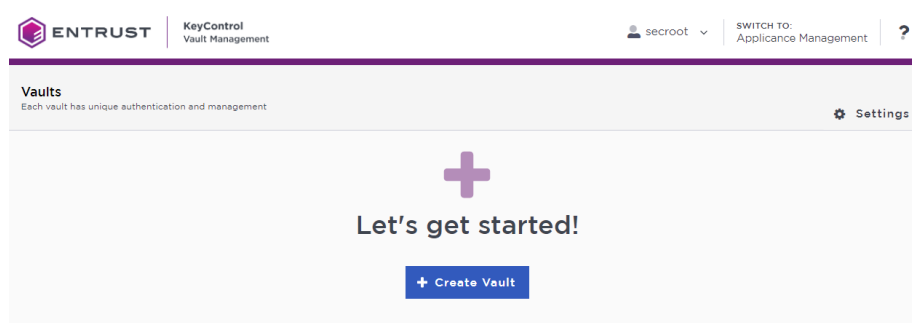 ENTRUST
KeyControl
Vault Management
secroot
SWITCH TO:
Applicance Management
?
Vaults
Each vault has unique authentication and management
Settings
Let's get started!
+ Create Vault